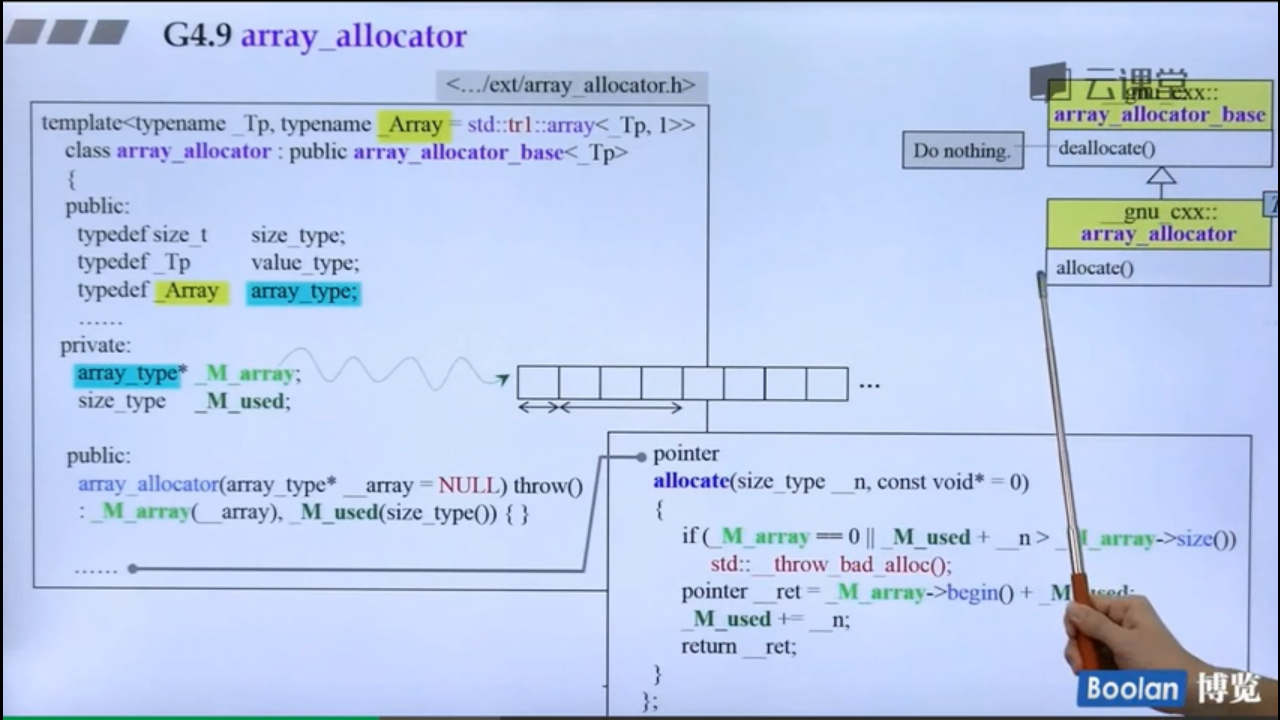 G4.9 array_allocator
<…/ext/array_allocator.h>
template<typename _Tp, typename _Array = std::tr1::array<_Tp, 1>>
class array_allocator : public array_allocator_base<_Tp>
{
public:
typedef size_t size_type;
typedef _Tp value_type;
typedef _Array array_type;
……
private:
array_type* _M_array;
size_type _M_used;
public:
array_allocator(array_type* __array = NULL) throw()
: _M_array(__array), _M_used(size_type()) { }
……
...
pointer
allocate(size_type __n, const void* = 0)
{
if (_M_array == 0 || _M_used + __n > _M_array->size())
std::__throw_bad_alloc();
pointer __ret = _M_array->begin() + _M_used;
_M_used += __n;
return __ret;
}
};
云课堂
__gnu_cxx::
array_allocator_base
Do nothing.
deallocate()
__gnu_cxx::
array_allocator
allocate()
Boolan 博览